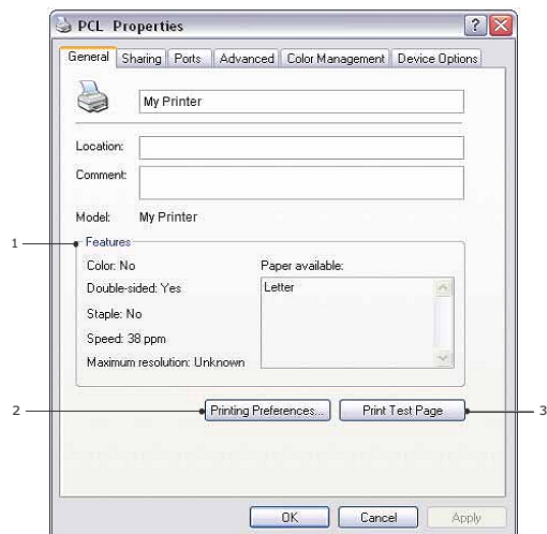 PCL Properties
?
General Sharing Ports Advanced Color Management Device Options
My Printer
Location:
Comment:
Model: My Printer
1
Features
Color: No Paper available:
Double-sided: Yes Letter
Staple: No
Speed: 38 ppm
Maximum resolution: Unknown
2 Printing Preferences... Print Test Page 3
OK Cancel Apply